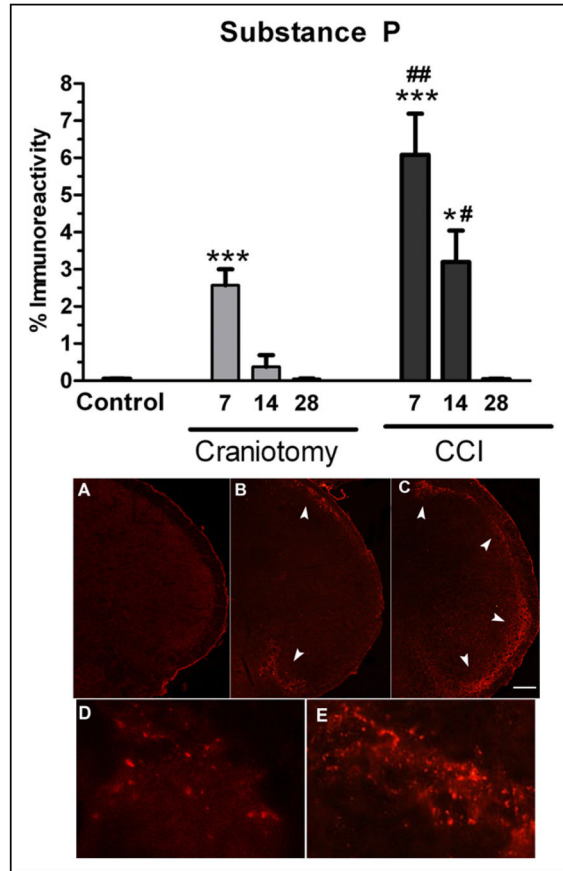 Substance P
% Immunoreactivity
8
7
6
5
4
3
2
1
0
***
##
***
*#
Control 7 14 28 7 14 28
Craniotomy CCI
A B C
D E